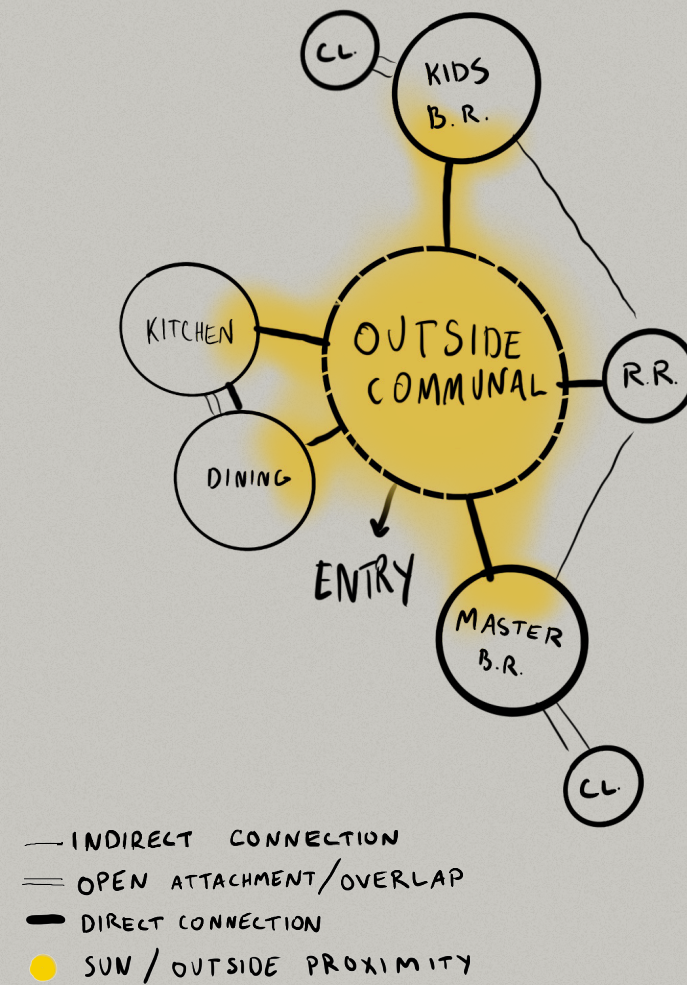 CL.
KIDS
B.R.
OUTSIDE
COMMUNAL
KITCHEN
R.R.
DINING
ENTRY
MASTER
B.R.
CL.
INDIRECT CONNECTION
OPEN ATTACHMENT/OVERLAP
DIRECT CONNECTION
SUN / OUTSIDE PROXIMITY